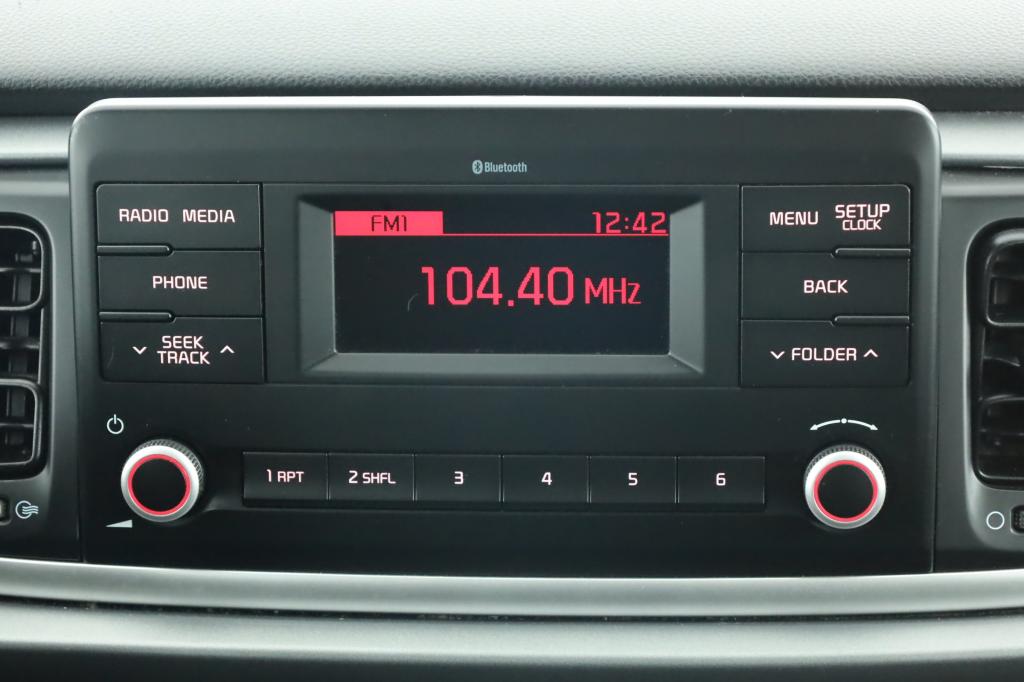 Bluetooth
RADIO MEDIA
FM1 12:42
MENU SETUP
CLOCK
PHONE
104.40 MHz
BACK
SEEK
TRACK
FOLDER
1 RPT 2 SHFL 3 4 5 6